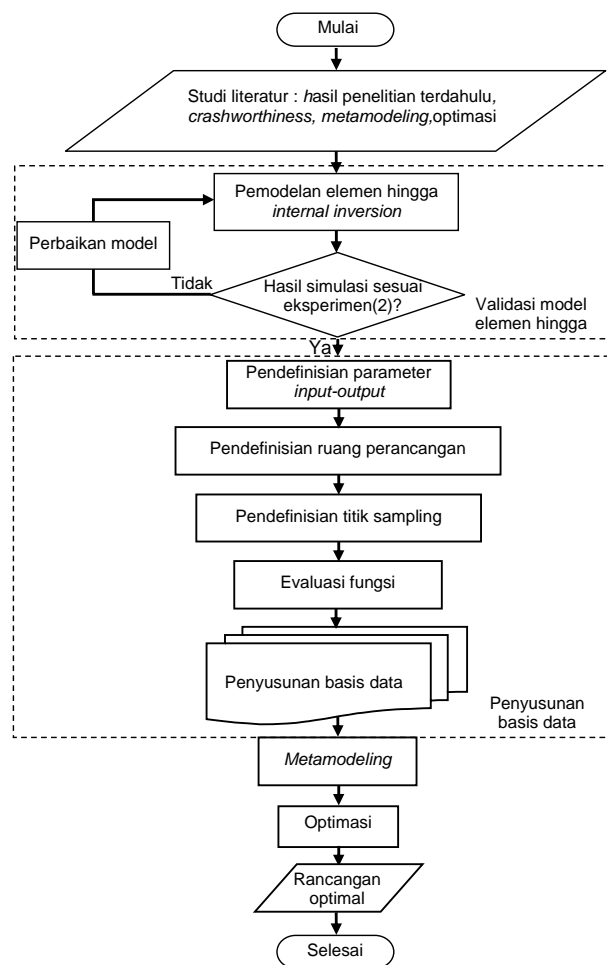 Mulai
Studi literatur : hasil penelitian terdahulu,
crashworthiness, metamodeling,optimasi
Pemodelan elemen hingga
internal inversion
Perbaikan model
Tidak
Hasil simulasi sesuai
eksperimen(2)?
Validasi model
elemen hingga
Ya
Pendefinisian parameter
input-output
Pendefinisian ruang perancangan
Pendefinisian titik sampling
Evaluasi fungsi
Penyusunan basis data
Penyusunan
basis data
Metamodeling
Optimasi
Rancangan
optimal
Selesai